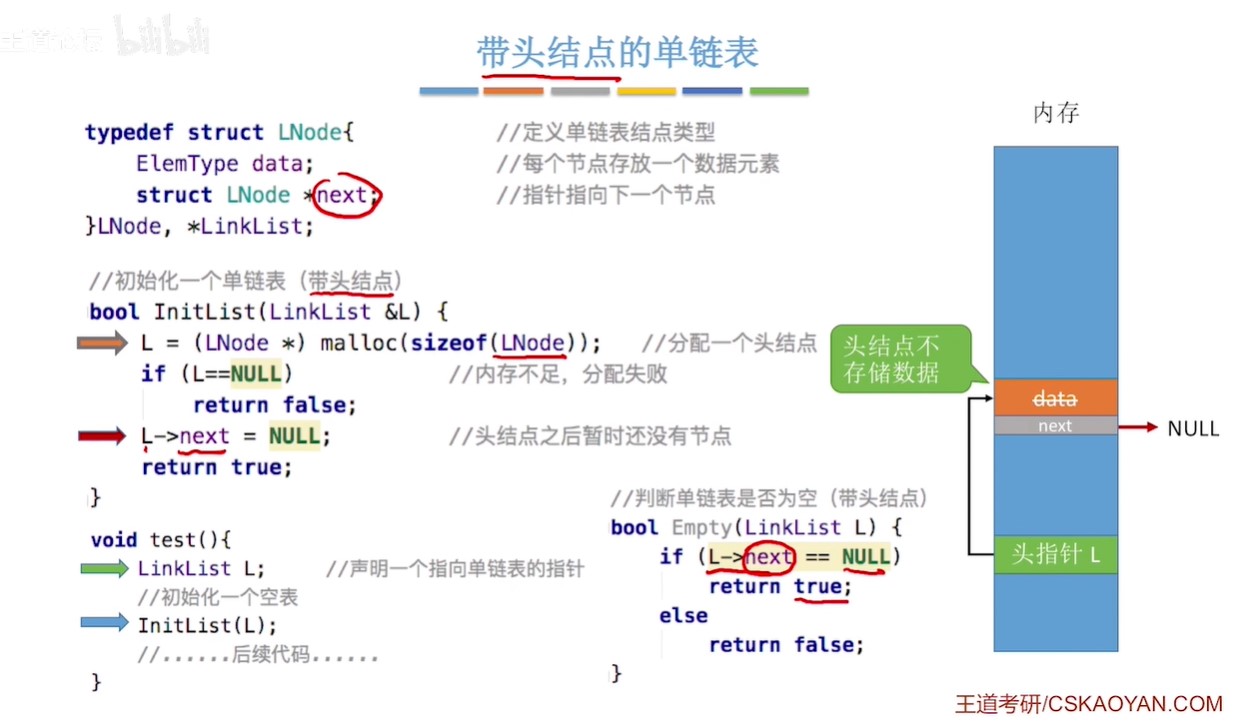 王道论坛 bilibili
带头结点的单链表
typedef struct LNode{ //定义单链表结点类型
ElemType data; //每个节点存放一个数据元素
struct LNode *next; //指针指向下一个节点
}LNode, *LinkList;
//初始化一个单链表（带头结点）
bool InitList(LinkList &L) {
L = (LNode *) malloc(sizeof(LNode)); //分配一个头结点
if (L==NULL) //内存不足，分配失败
return false;
L->next = NULL; //头结点之后暂时还没有节点
return true;
}
void test(){
LinkList L; //声明一个指向单链表的指针
//初始化一个空表
InitList(L);
//......后续代码......
}
//判断单链表是否为空（带头结点）
bool Empty(LinkList L) {
if (L->next == NULL)
return true;
else
return false;
}
内存
头结点不
存储数据
data
next
NULL
头指针 L
王道考研/CSKAOYAN.COM